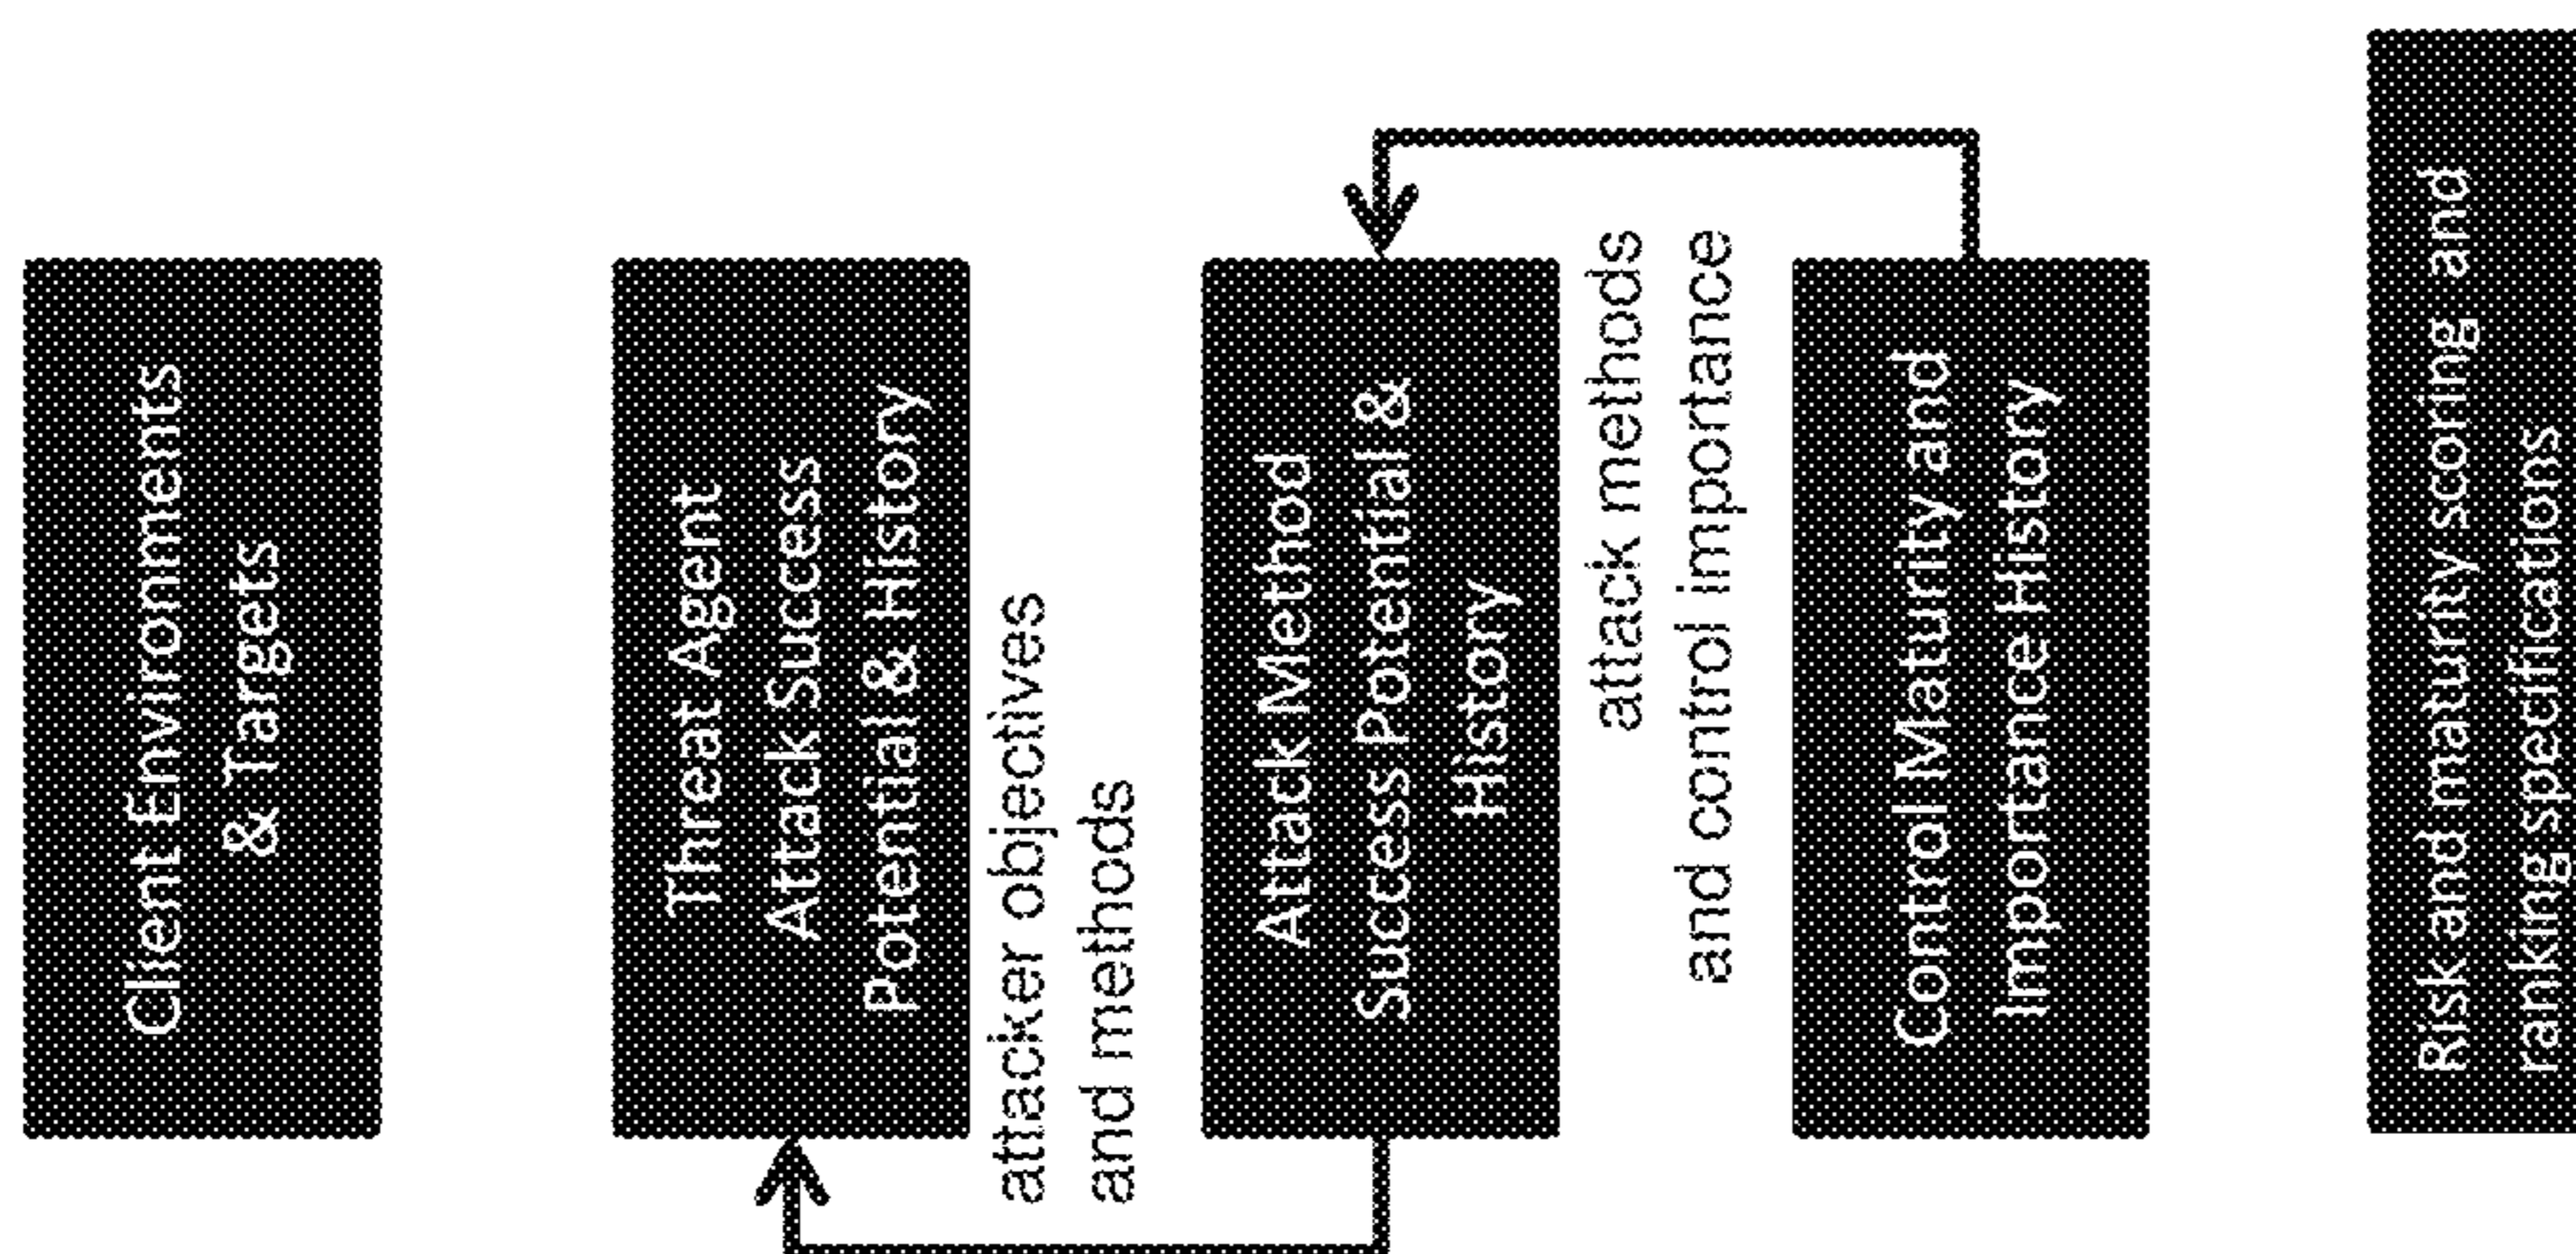 Client Environments
& Targets
Threat Agent
Attack Success
Potential & History
attacker objectives
and methods
Attack Method
Success Potential &
History
attack methods
and control importance
Control Maturity and
Importance History
Risk and maturity scoring and
ranking specifications